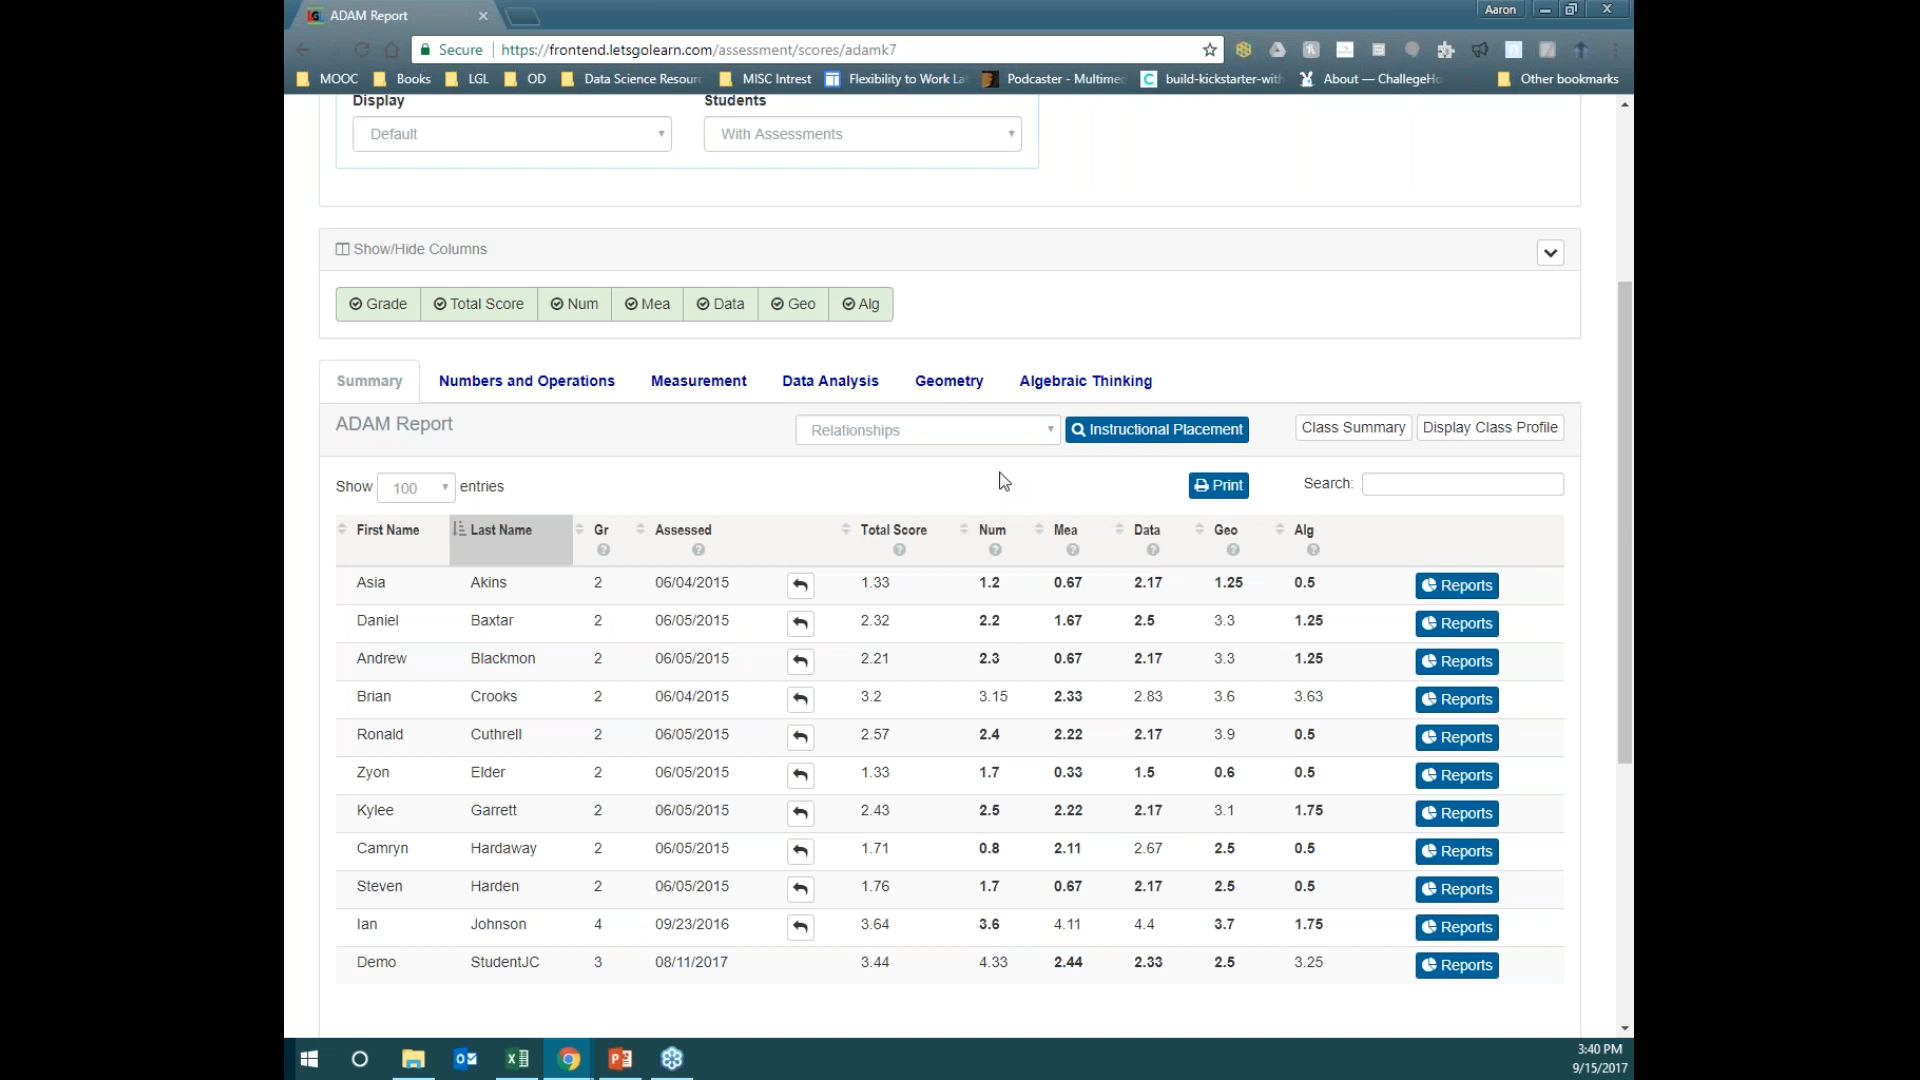 ADAM Report
Aaron
Secure https://frontend.letsgolearn.com/assessment/scores/adamk7
MOOC Books LGL OD Data Science Resour MISC Intrest Flexibility to Work La Podcaster - Multime build-kickstarter-with About — ChallegeHo Other bookmarks
Display Students
Default With Assessments
Show/Hide Columns
Grade Total Score Num Mea Data Geo Alg
Summary Numbers and Operations Measurement Data Analysis Geometry Algebraic Thinking
ADAM Report Relationships Instructional Placement Class Summary Display Class Profile
Show 100 entries Print Search:
First Name Last Name Gr Assessed Total Score Num Mea Data Geo Alg
Asia Akins 2 06/04/2015 1.33 1.2 0.67 2.17 1.25 0.5 Reports
Daniel Baxtar 2 06/05/2015 2.32 2.2 1.67 2.5 3.3 1.25 Reports
Andrew Blackmon 2 06/05/2015 2.21 2.3 0.67 2.17 3.3 1.25 Reports
Brian Crooks 2 06/04/2015 3.2 3.15 2.33 2.83 3.6 3.63 Reports
Ronald Cuthrell 2 06/05/2015 2.57 2.4 2.22 2.17 3.9 0.5 Reports
Zyon Elder 2 06/05/2015 1.33 1.7 0.33 1.5 0.6 0.5 Reports
Kylee Garrett 2 06/05/2015 2.43 2.5 2.22 2.17 3.1 1.75 Reports
Camryn Hardaway 2 06/05/2015 1.71 0.8 2.11 2.67 2.5 0.5 Reports
Steven Harden 2 06/05/2015 1.76 1.7 0.67 2.17 2.5 0.5 Reports
Ian Johnson 4 09/23/2016 3.64 3.6 4.11 4.4 3.7 1.75 Reports
Demo StudentJC 3 08/11/2017 3.44 4.33 2.44 2.33 2.5 3.25 Reports
3:40 PM
9/15/2017